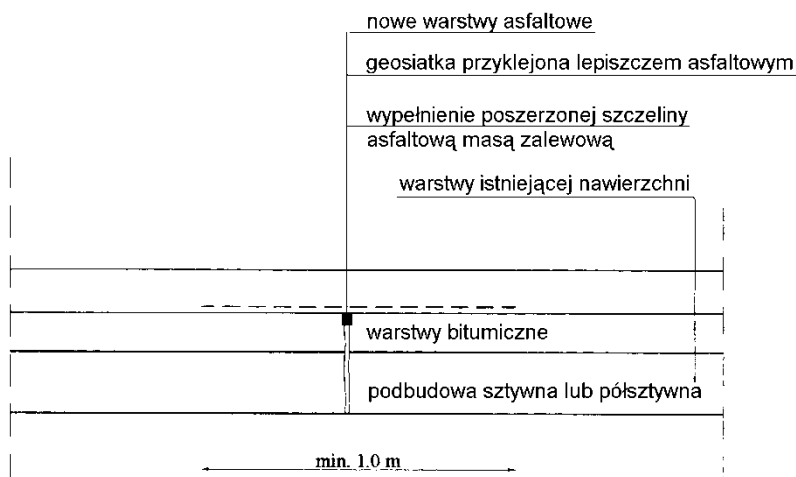 nowe warstwy asfaltowe
geosiatka przyklejona lepiszczem asfaltowym
wypełnienie poszerzonej szczeliny
asfaltową masą zalewową
warstwy istniejącej nawierzchni
warstwy bitumiczne
podbudowa sztywna lub półsztywna
min. 1.0 m